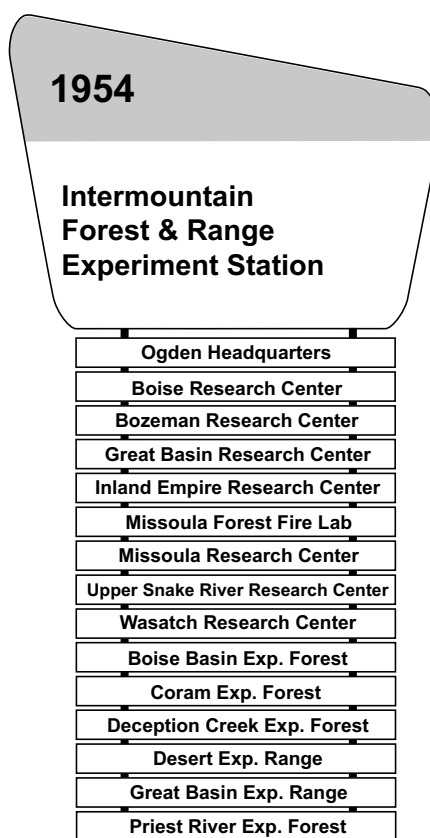 1954
Intermountain
Forest & Range
Experiment Station
Ogden Headquarters
Boise Research Center
Bozeman Research Center
Great Basin Research Center
Inland Empire Research Center
Missoula Forest Fire Lab
Missoula Research Center
Upper Snake River Research Center
Wasatch Research Center
Boise Basin Exp. Forest
Coram Exp. Forest
Deception Creek Exp. Forest
Desert Exp. Range
Great Basin Exp. Range
Priest River Exp. Forest